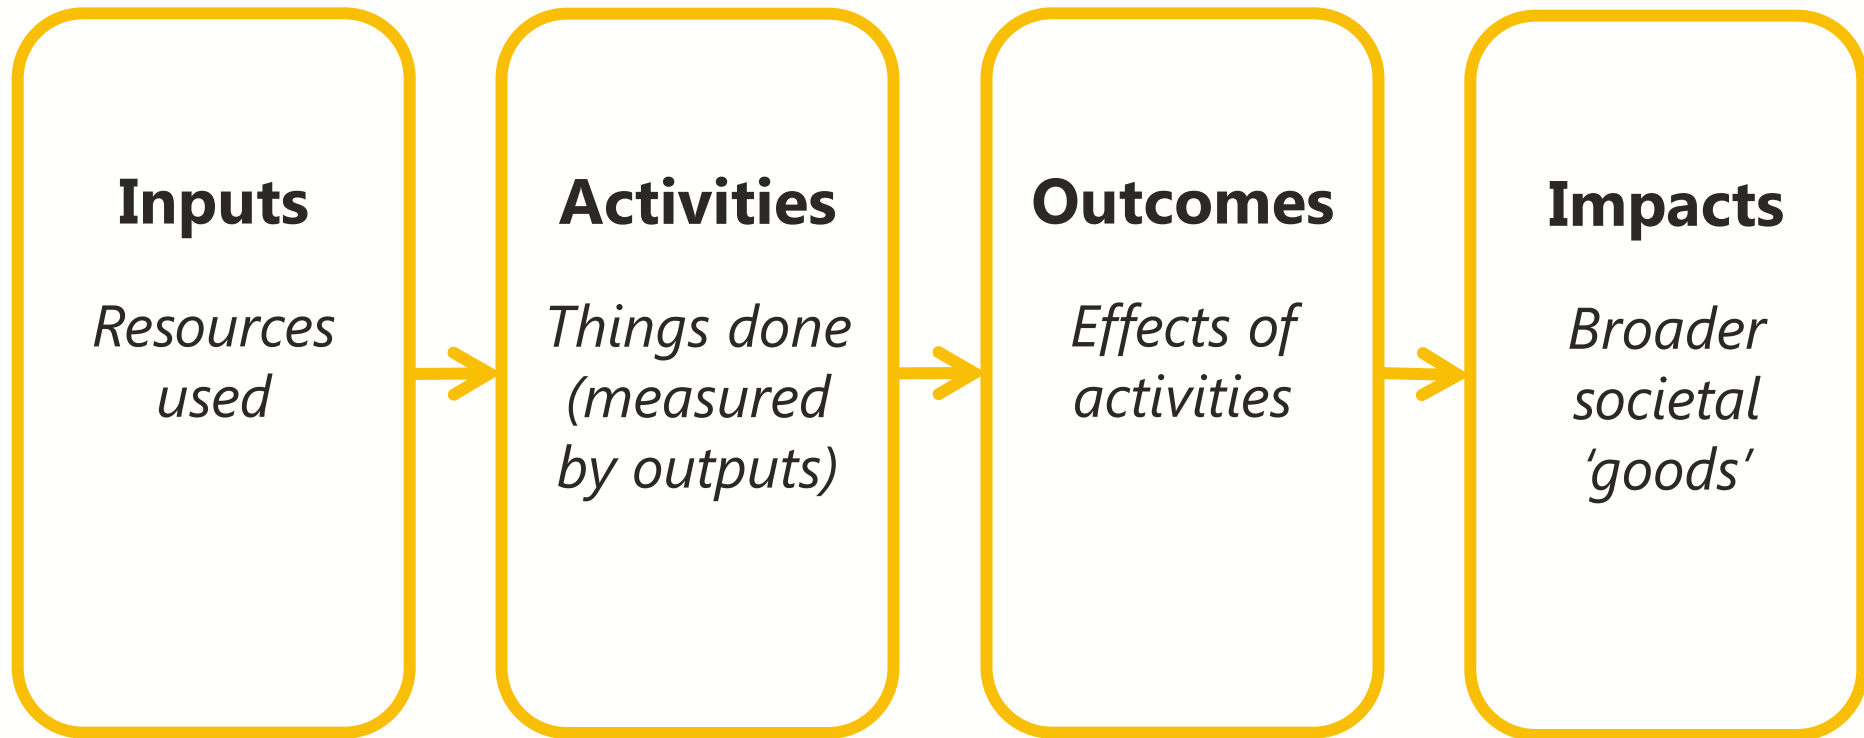 Inputs
Resources
used
Activities
Things done
(measured
by outputs)
Outcomes
Effects of
activities
Impacts
Broader
societal
‘goods’